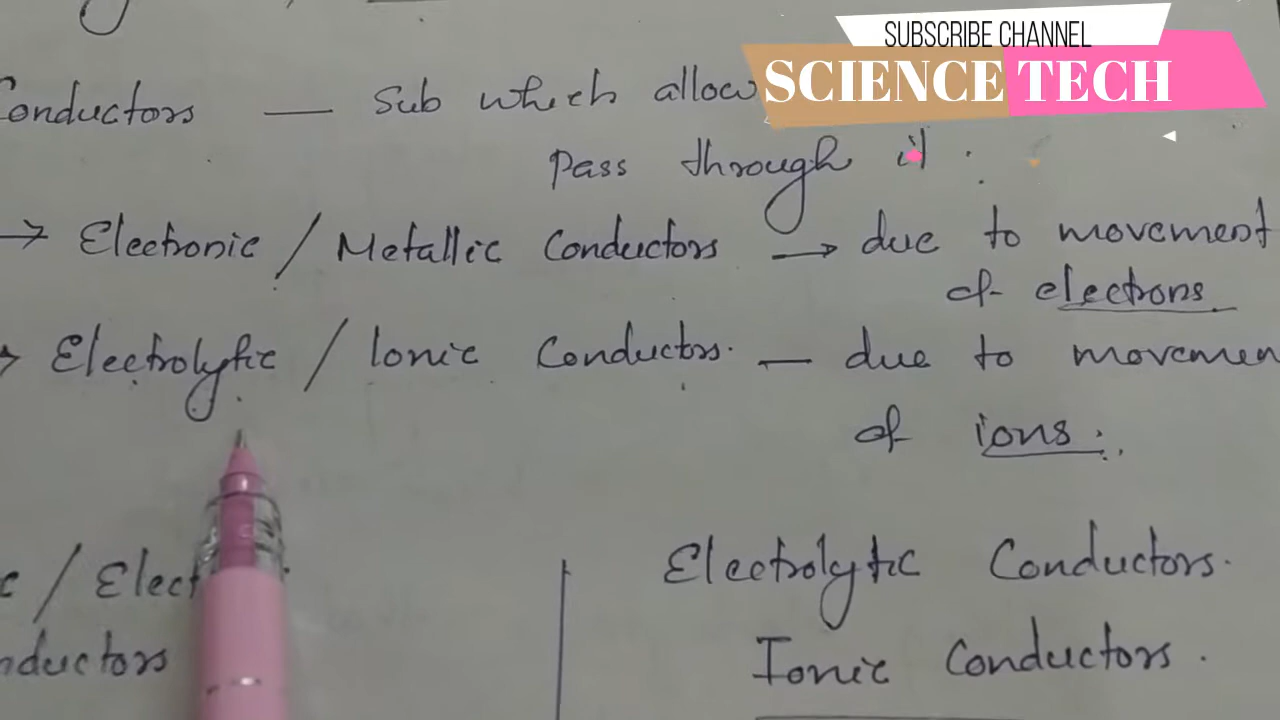 SUBSCRIBE CHANNEL
SCIENCE TECH
Conductors — Sub which allow
Pass through it :
→ Electronic / Metallic Conductors → due to movement
of electrons
→ Electrolytic / Ionic Conductors. — due to movemen
of ions.
c / Elect
nductors
Electrolytic Conductors.
Ionic Conductors.